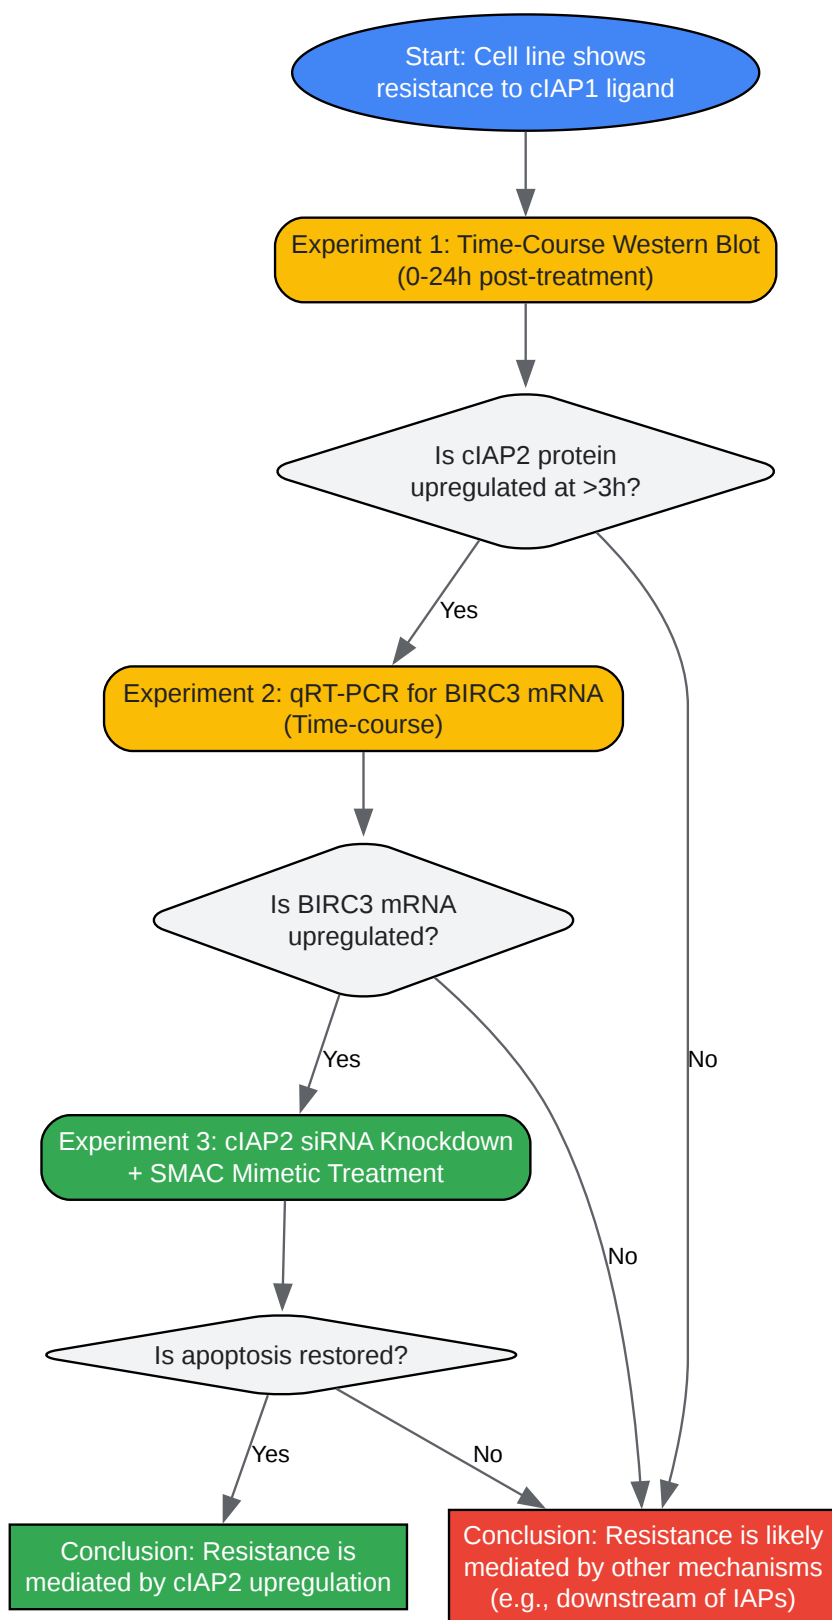 Start: Cell line shows
resistance to cIAP1 ligand
Experiment 1: Time-Course Western Blot
(0-24h post-treatment)
Is cIAP2 protein
upregulated at >3h?
Yes
Experiment 2: qRT-PCR for BIRC3 mRNA
(Time-course)
Is BIRC3 mRNA
upregulated?
Yes
No
Experiment 3: cIAP2 siRNA Knockdown
+ SMAC Mimetic Treatment
No
Is apoptosis restored?
Yes
No
Conclusion: Resistance is
mediated by cIAP2 upregulation
Conclusion: Resistance is likely
mediated by other mechanisms
(e.g., downstream of IAPs)